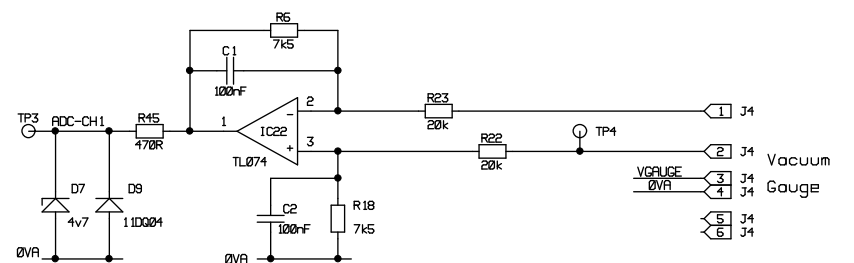 R6
7k5
C1
100nF
R23
20k
1 J4
TP3
ADC-CH1
R45
470R
1
2
-
IC22
3
+
TL074
R22
20k
TP4
2 J4
Vacuum
Gauge
VGAUGE
3 J4
0VA
4 J4
D7
4v7
D9
11DQ04
C2
100nF
R18
7k5
5 J4
6 J4
0VA
0VA